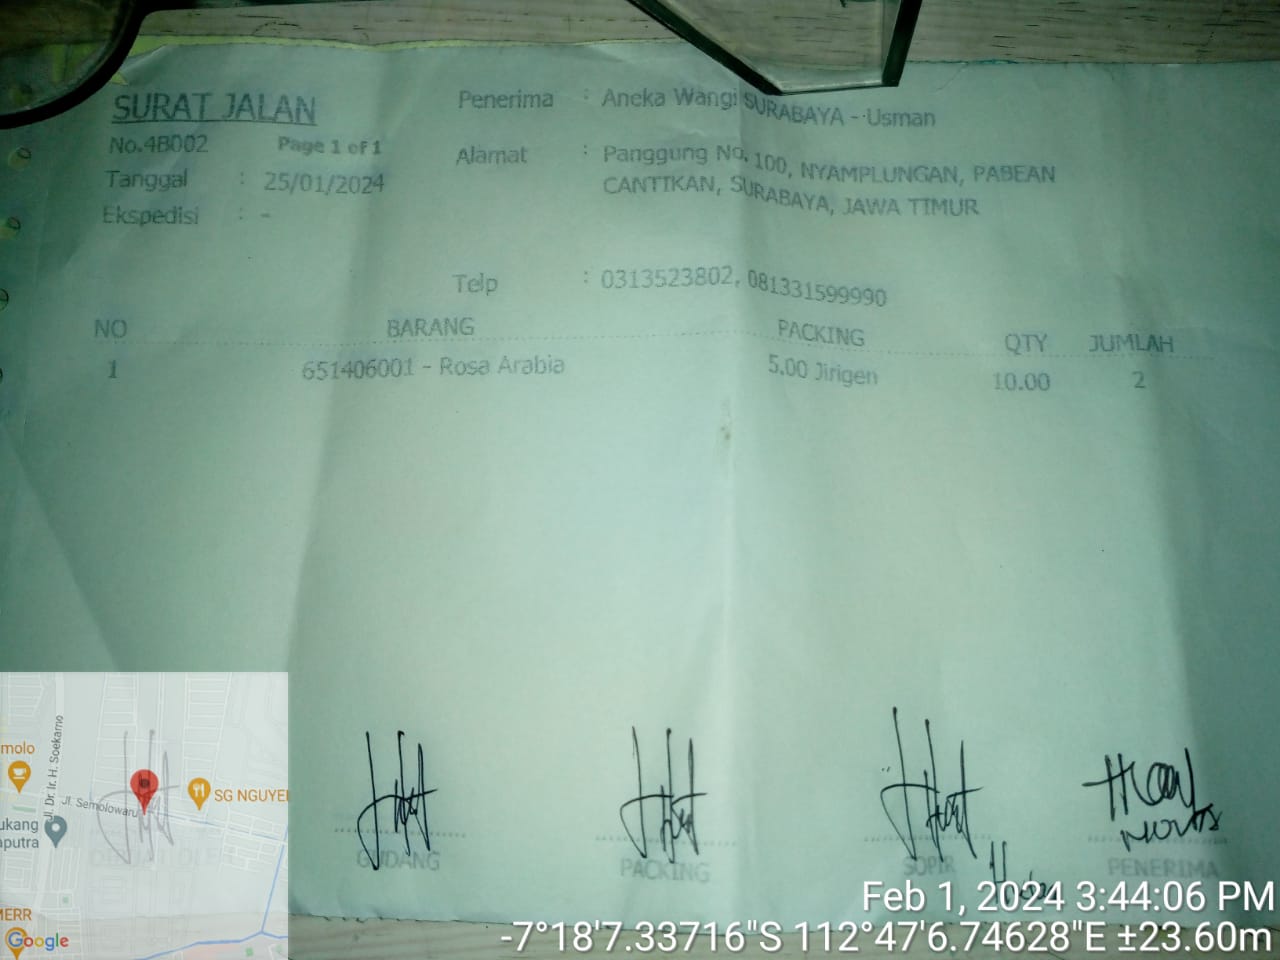 SURAT JALAN
No.4B002 Page 1 of 1
Tanggal : 25/01/2024
Ekspedisi : -
Penerima : Aneka Wangi SURABAYA - Usman
Alamat : Panggung No. 100, NYAMPLUNGAN, PABEAN
CANTIKAN, SURABAYA, JAWA TIMUR
Telp : 0313523802, 081331599990
NO BARANG PACKING QTY JUMLAH
1 651406001 - Rosa Arabia 5.00 Jirigen 10.00 2
GUDANG PACKING SOPIR PENERIMA
molo
Jl. Dr. Ir. H. Soekarno
Jl. Semolowaru
SG NUYEN
ukang
aputra
MERR
Google
Feb 1, 2024 3:44:06 PM
-7°18'7.33716"S 112°47'6.74628"E ±23.60m